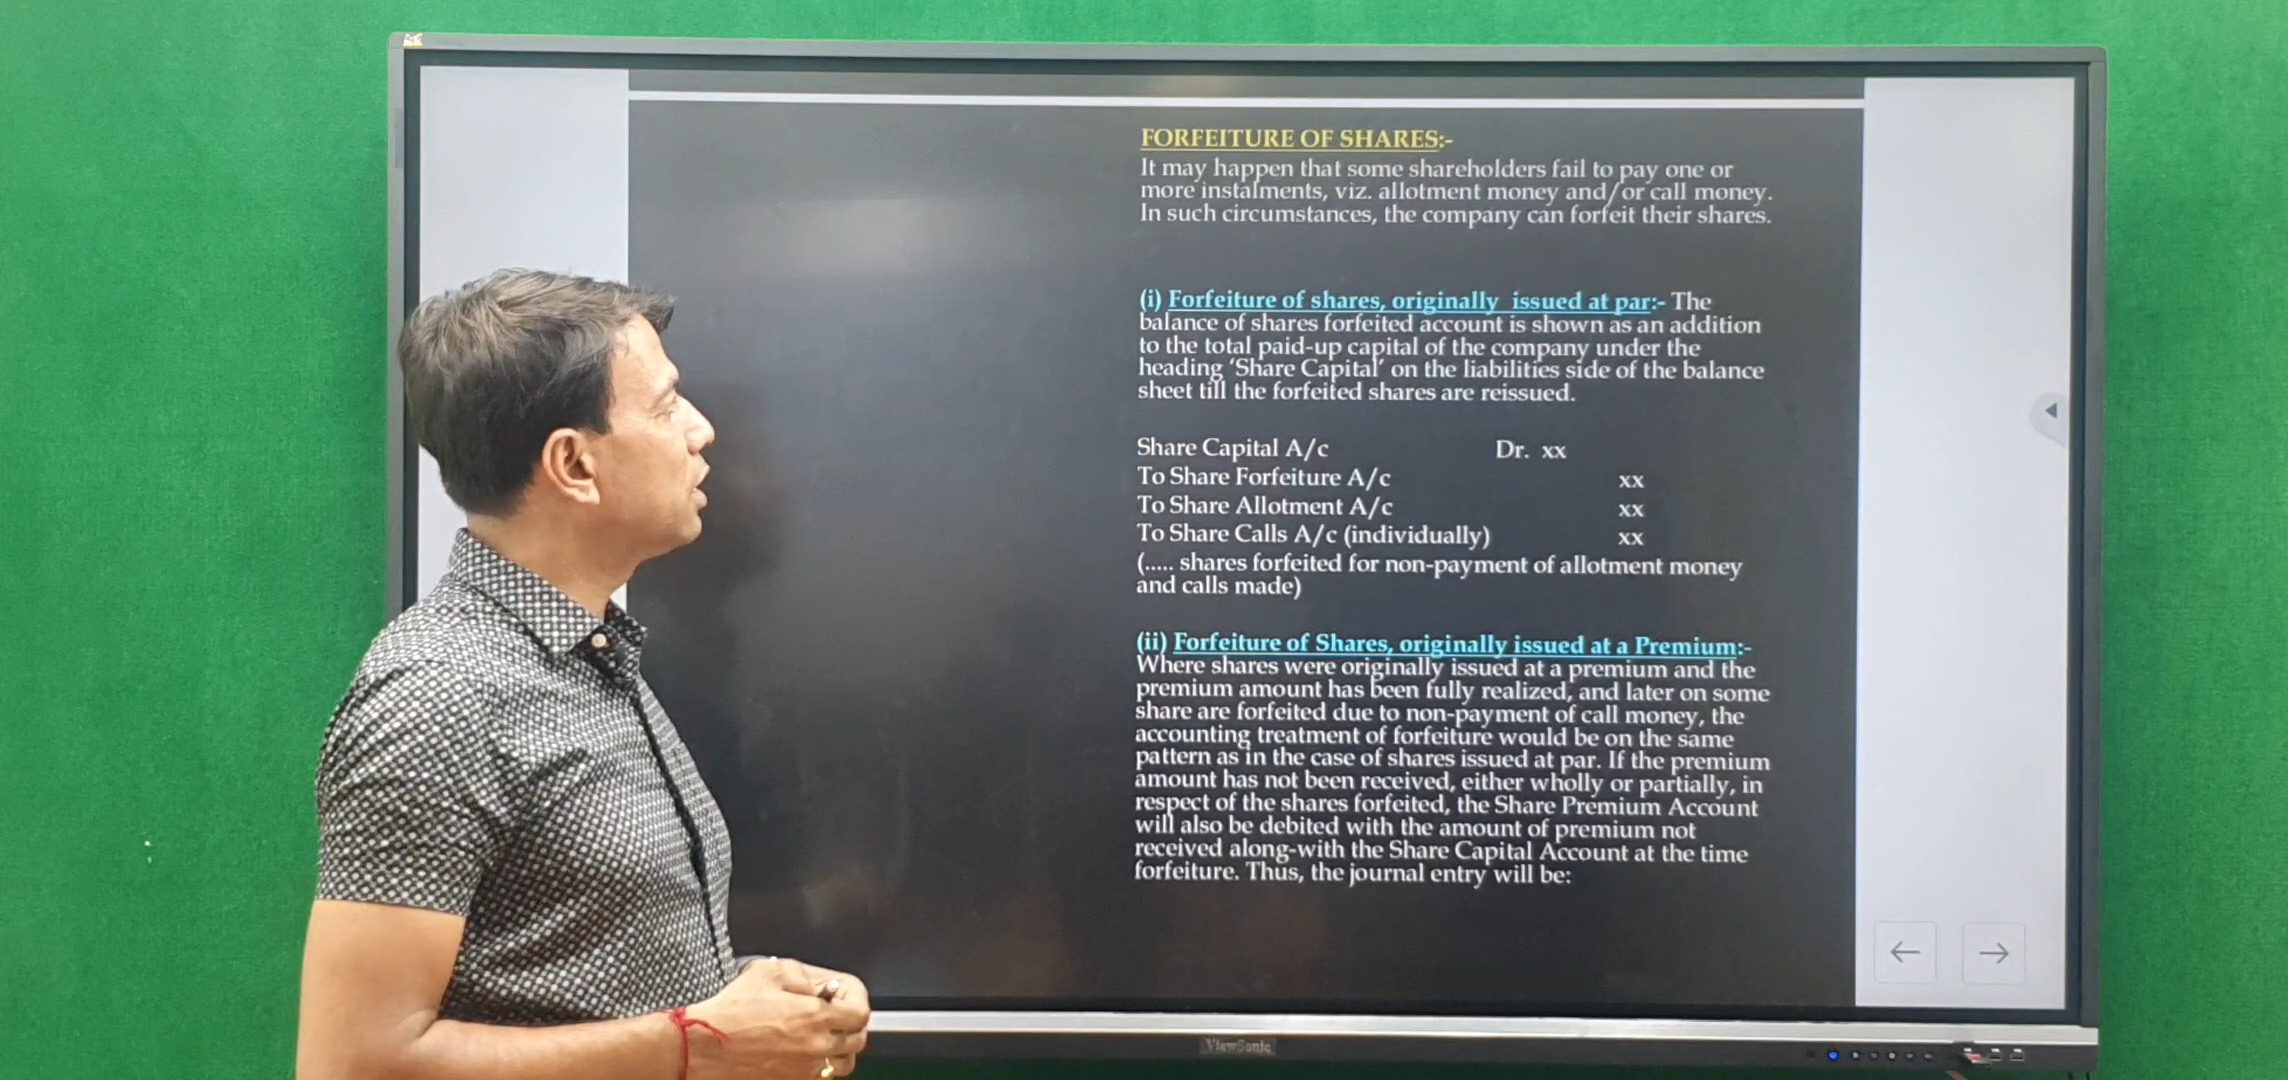 FORFEITURE OF SHARES:-
It may happen that some shareholders fail to pay one or
more instalments, viz. allotment money and/or call money.
In such circumstances, the company can forfeit their shares.
(i) Forfeiture of shares, originally issued at par:- The
balance of shares forfeited account is shown as an addition
to the total paid-up capital of the company under the
heading ‘Share Capital’ on the liabilities side of the balance
sheet till the forfeited shares are reissued.
Share Capital A/c Dr. xx
To Share Forfeiture A/c xx
To Share Allotment A/c xx
To Share Calls A/c (individually) xx
(..... shares forfeited for non-payment of allotment money
and calls made)
(ii) Forfeiture of Shares, originally issued at a Premium:-
Where shares were originally issued at a premium and the
premium amount has been fully realized, and later on some
share are forfeited due to non-payment of call money, the
accounting treatment of forfeiture would be on the same
pattern as in the case of shares issued at par. If the premium
amount has not been received, either wholly or partially, in
respect of the shares forfeited, the Share Premium Account
will also be debited with the amount of premium not
received along-with the Share Capital Account at the time
forfeiture. Thus, the journal entry will be:
ViewSonic